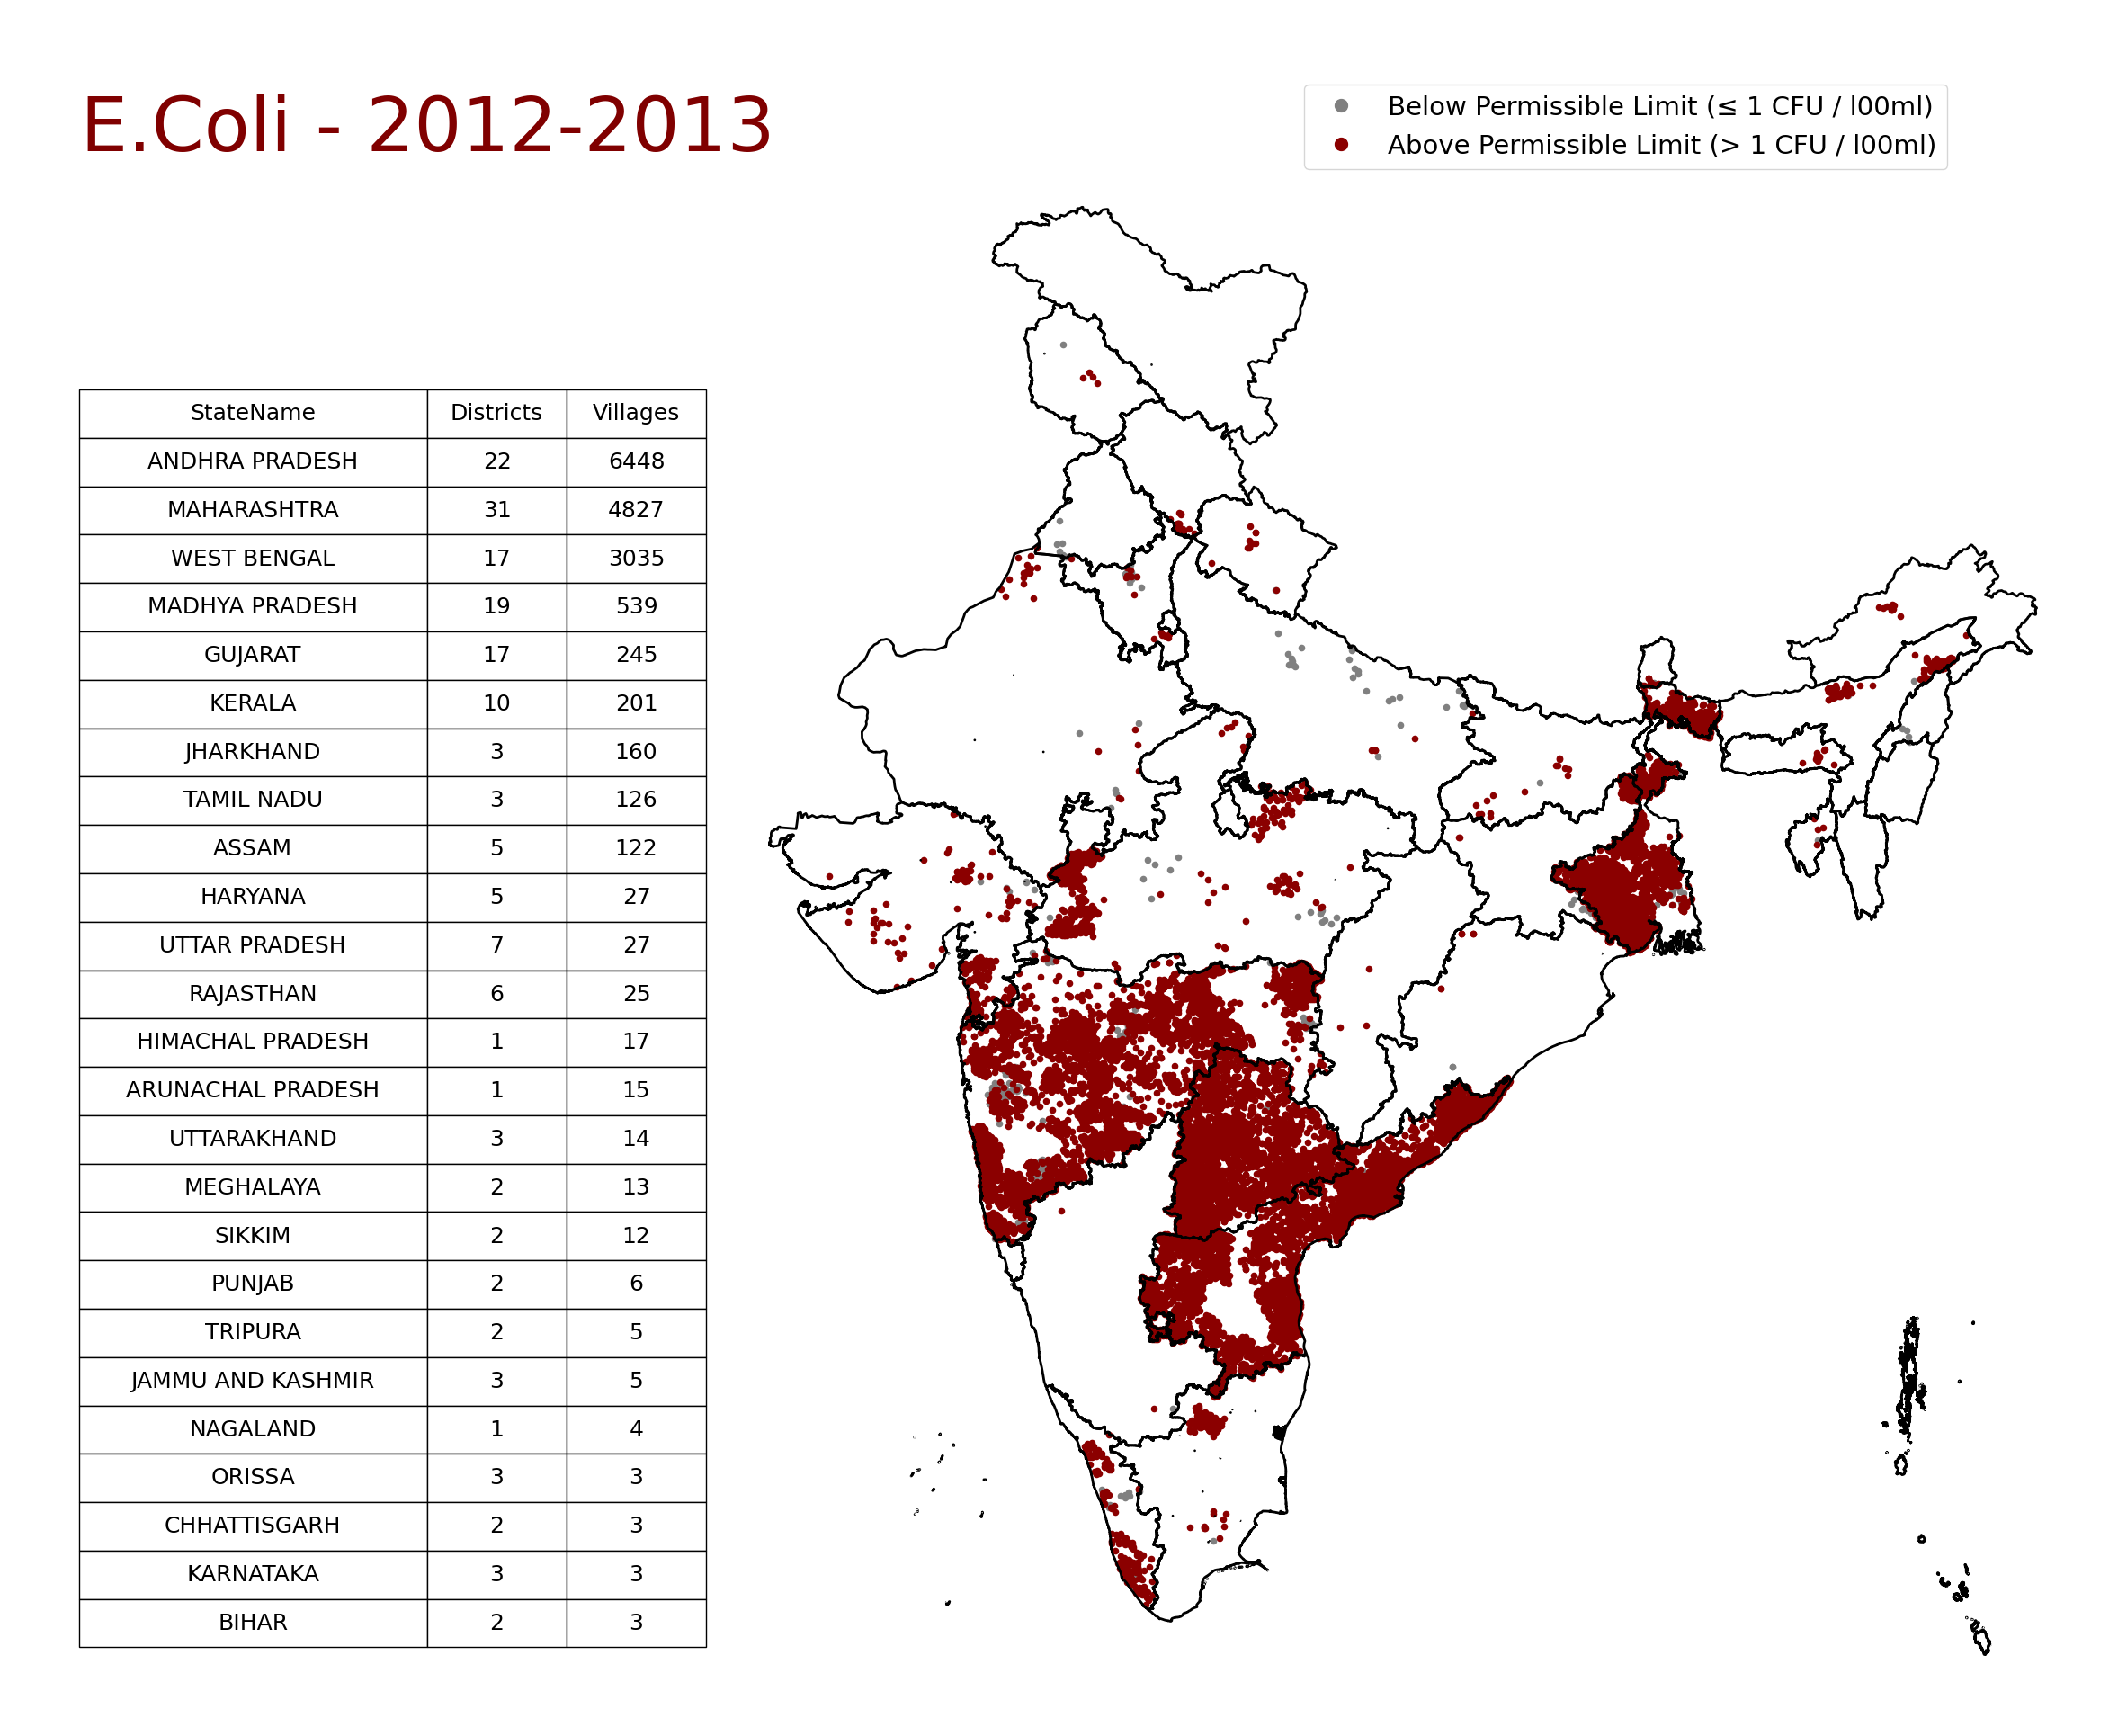 E.Coli - 2012-2013
Below Permissible Limit (≤ 1 CFU / l00ml)
Above Permissible Limit (> 1 CFU / l00ml)
StateName Districts Villages
ANDHRA PRADESH 22 6448
MAHARASHTRA 31 4827
WEST BENGAL 17 3035
MADHYA PRADESH 19 539
GUJARAT 17 245
KERALA 10 201
JHARKHAND 3 160
TAMIL NADU 3 126
ASSAM 5 122
HARYANA 5 27
UTTAR PRADESH 7 27
RAJASTHAN 6 25
HIMACHAL PRADESH 1 17
ARUNACHAL PRADESH 1 15
UTTARAKHAND 3 14
MEGHALAYA 2 13
SIKKIM 2 12
PUNJAB 2 6
TRIPURA 2 5
JAMMU AND KASHMIR 3 5
NAGALAND 1 4
ORISSA 3 3
CHHATTISGARH 2 3
KARNATAKA 3 3
BIHAR 2 3